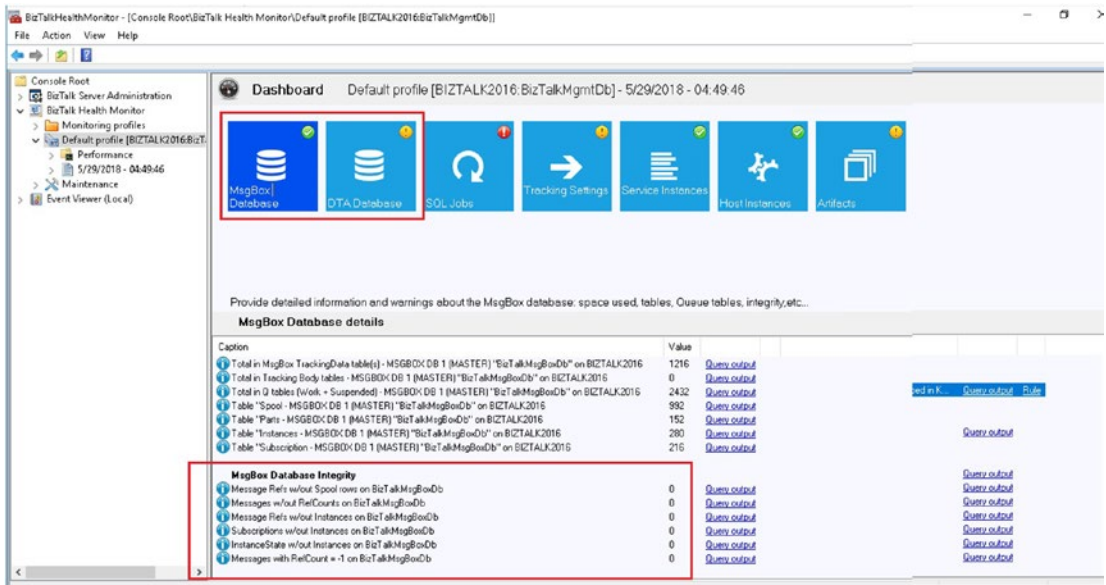 BizTalkHealthMonitor - [Console Root\BizTalk Health Monitor\Default profile [BIZTALK2016:BizTalkMgmtDb]]
File Action View Help
Console Root
BizTalk Server Administration
BizTalk Health Monitor
Monitoring profiles
Default profile [BIZTALK2016:BizT
Performance
5/29/2018 - 04:49:46
Maintenance
Event Viewer (Local)
Dashboard Default profile [BIZTALK2016:BizTalkMgmtDb] - 5/29/2018 - 04:49:46
MsgBox Database
DTA Database
SQL Jobs
Tracking Settings
Service Instances
Host Instances
Artifacts
Provide detailed information and warnings about the MsgBox database: space used, tables, Queue tables, integrity,etc...
MsgBox Database details
Caption Value
Total in MsgBox TrackingData table(s) - MSGBOX DB 1 (MASTER) "BizTalkMsgBoxDb" on BIZTALK2016 1216 Query output
Total in Tracking Body tables - MSGBOX DB 1 (MASTER) "BizTalkMsgBoxDb" on BIZTALK2016 0 Query output
Total in Q tables (Work + Suspended) - MSGBOX DB 1 (MASTER) "BizTalkMsgBoxDb" on BIZTALK2016 2432 Query output sed in K... Query output Rule
Table "Spool - MSGBOX DB 1 (MASTER) "BizTalkMsgBoxDb" on BIZTALK2016 992
Table "Parts - MSGBOX DB 1 (MASTER) "BizTalkMsgBoxDb" on BIZTALK2016 152
Table "Instances - MSGBOX DB 1 (MASTER) "BizTalkMsgBoxDb" on BIZTALK2016 280 Query output
Table "Subscription - MSGBOX DB 1 (MASTER) "BizTalkMsgBoxDb" on BIZTALK2016 216
MsgBox Database Integrity Query output
Message Refs w/out Spool rows on BizTalkMsgBoxDb 0 Query output Query output
Messages w/out RefCounts on BizTalkMsgBoxDb 0 Query output Query output
Message Refs w/out Instances on BizTalkMsgBoxDb 0 Query output Query output
Subscriptions w/out Instances on BizTalkMsgBoxDb 0 Query output Query output
InstanceState w/out Instances on BizTalkMsgBoxDb 0 Query output Query output
Messages with RefCount = -1 on BizTalkMsgBoxDb 0 Query output Query output